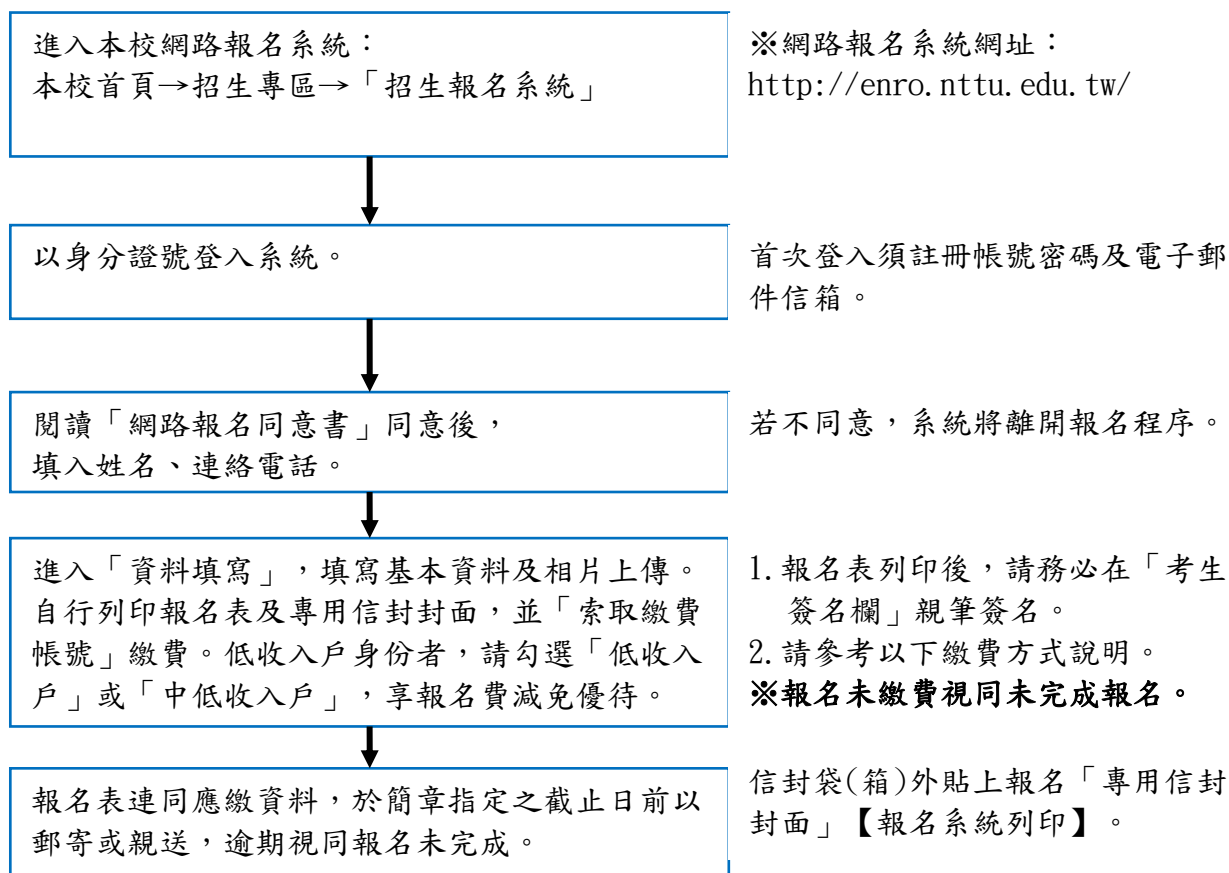 進入本校網路報名系統：
本校首頁→招生專區→「招生報名系統」
※網路報名系統網址：
http://enro.nttu.edu.tw/
以身分證號登入系統。
首次登入須註冊帳號密碼及電子郵
件信箱。
閱讀「網路報名同意書」同意後，
填入姓名、連絡電話。
若不同意，系統將離開報名程序。
進入「資料填寫」，填寫基本資料及相片上傳。
自行列印報名表及專用信封封面，並「索取繳費
帳號」繳費。低收入戶身份者，請勾選「低收入
戶」或「中低收入戶」，享報名費減免優待。
1.報名表列印後，請務必在「考生
簽名欄」親筆簽名。
2.請參考以下繳費方式說明。
※報名未繳費視同未完成報名。
報名表連同應繳資料，於簡章指定之截止日前以
郵寄或親送，逾期視同報名未完成。
信封袋(箱)外貼上報名「專用信封
封面」【報名系統列印】。